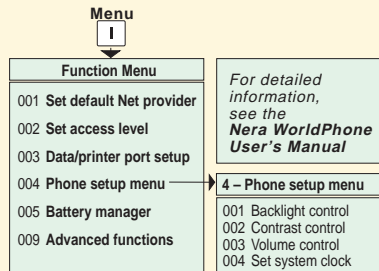 Menu
I
Function Menu
001 Set default Net provider
002 Set access level
003 Data/printer port setup
004 Phone setup menu
005 Battery manager
009 Advanced functions
For detailed
information,
see the
Nera WorldPhone
User's Manual
4 – Phone setup menu
001 Backlight control
002 Contrast control
003 Volume control
004 Set system clock